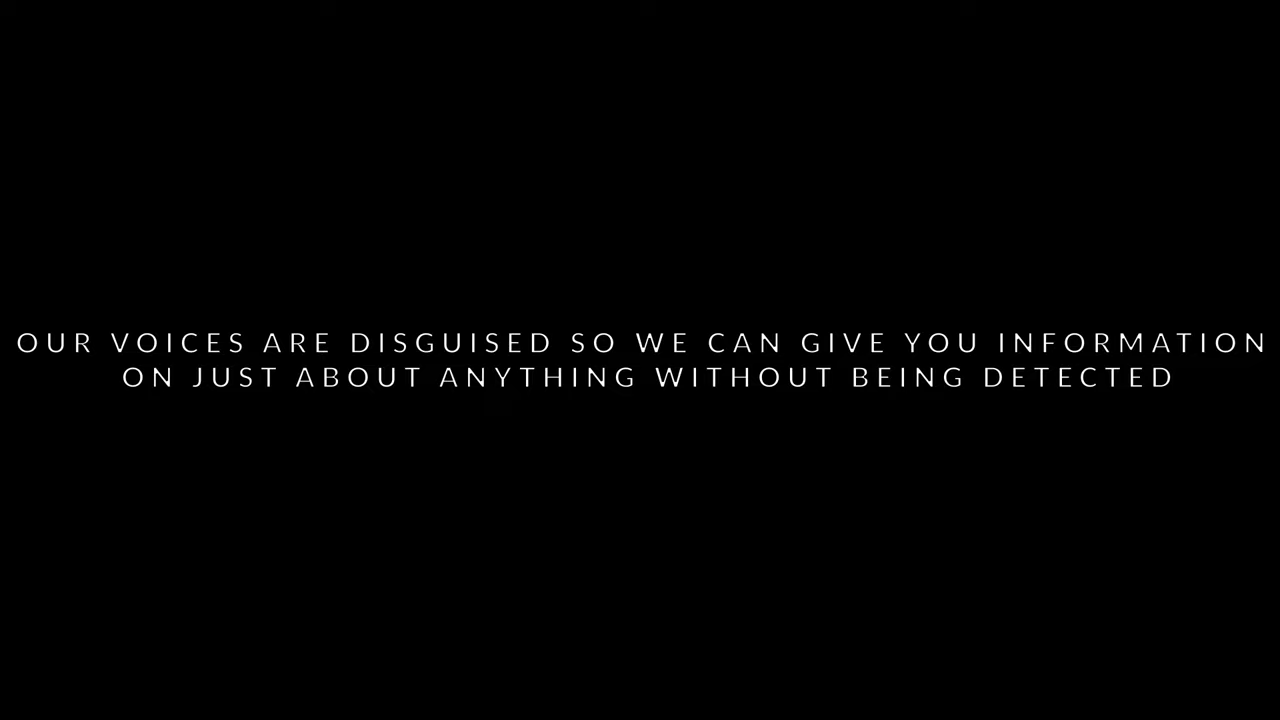 OUR VOICES ARE DISGUISED SO WE CAN GIVE YOU INFORMATION
ON JUST ABOUT ANYTHING WITHOUT BEING DETECTED